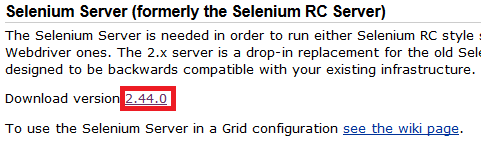 Selenium Server (formerly the Selenium RC Server)
The Selenium Server is needed in order to run either Selenium RC style
Webdriver ones. The 2.x server is a drop-in replacement for the old Sele
designed to be backwards compatible with your existing infrastructure.
Download version 2.44.0
To use the Selenium Server in a Grid configuration see the wiki page.